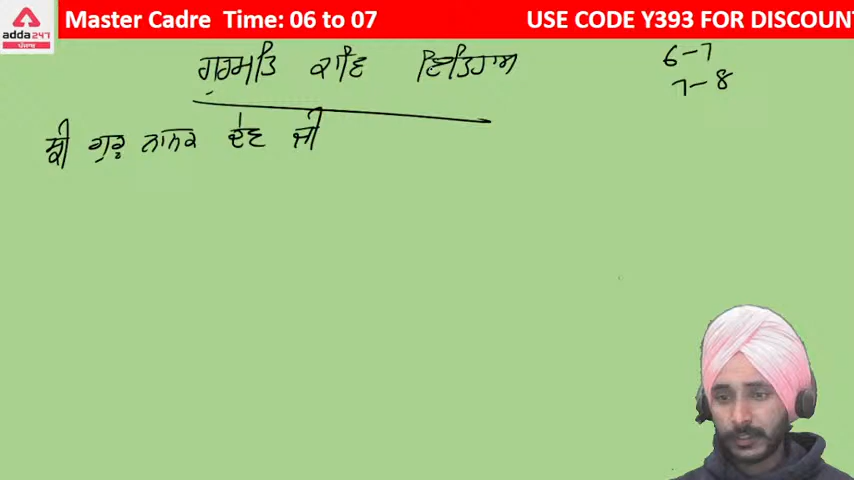 adda247
ਪੰਜਾਬ
Master Cadre Time: 06 to 07
USE CODE Y393 FOR DISCOUNT
ਗੁਰਮਤਿ ਕਾਵਿ ਇਤਿਹਾਸ
6-7
7-8
ਸ਼੍ਰੀ ਗੁਰੂ ਨਾਨਕ ਦੇਵ ਜੀ